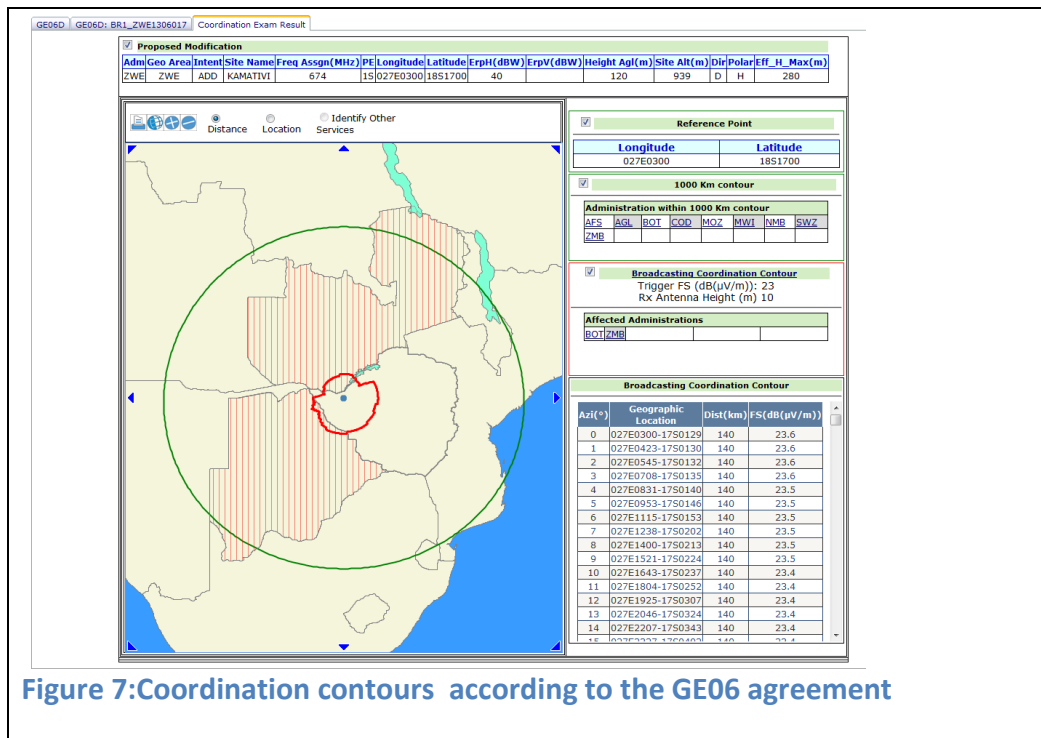 GE06D GE06D: BR1_ZWE1306017 Coordination Exam Result
Proposed Modification
Adm Geo Area Intent Site Name Freq Assgn(MHz) PE Longitude Latitude ErpH(dBW) ErpV(dBW) Height Agl(m) Site Alt(m) Dir Polar Eff_H_Max(m)
ZWE ZWE ADD KAMATIVI 674 1S 027E0300 18S1700 40 120 939 D H 280
Distance Location Identify Other Services
Reference Point
Longitude Latitude
027E0300 18S1700
1000 Km contour
Administration within 1000 Km contour
AFS AGL BOT COD MOZ MWI NMB SWZ
ZMB
Broadcasting Coordination Contour
Trigger FS (dB(µV/m)): 23
Rx Antenna Height (m) 10
Affected Administrations
BOT ZMB
Broadcasting Coordination Contour
Azi(°) Geographic Location Dist(km) FS(dB(µV/m))
0 027E0300-17S0129 140 23.6
1 027E0423-17S0130 140 23.6
2 027E0545-17S0132 140 23.6
3 027E0708-17S0135 140 23.6
4 027E0831-17S0140 140 23.5
5 027E0953-17S0146 140 23.5
6 027E1115-17S0153 140 23.5
7 027E1238-17S0202 140 23.5
8 027E1400-17S0213 140 23.5
9 027E1521-17S0224 140 23.5
10 027E1643-17S0237 140 23.4
11 027E1804-17S0252 140 23.4
12 027E1925-17S0307 140 23.4
13 027E2046-17S0324 140 23.4
14 027E2207-17S0343 140 23.4
Figure 7:Coordination contours according to the GE06 agreement